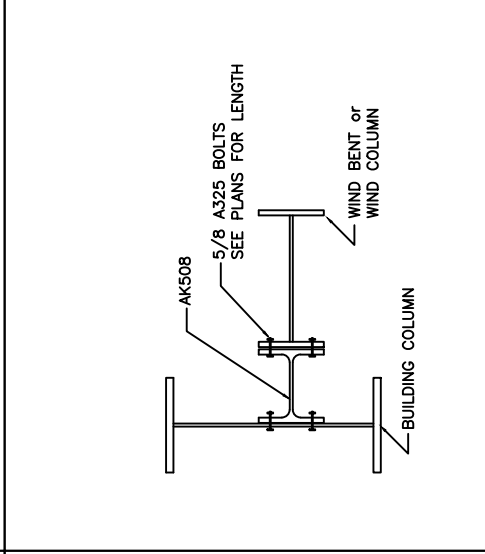 AK508
5/8 A325 BOLTS
SEE PLANS FOR LENGTH
WIND BENT or
WIND COLUMN
BUILDING COLUMN